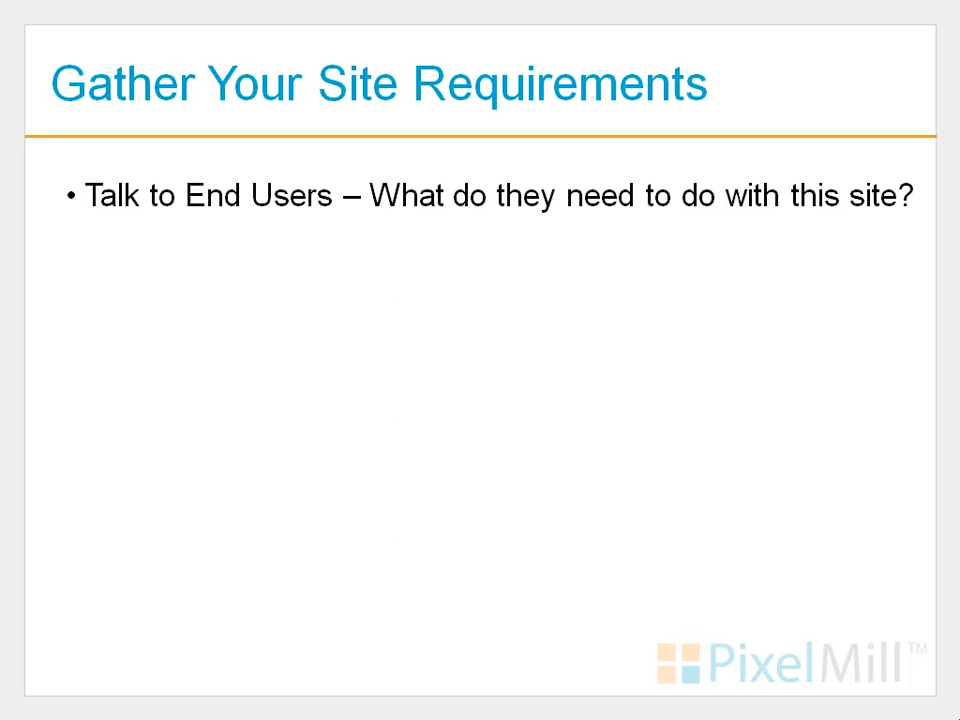 Gather Your Site Requirements
• Talk to End Users – What do they need to do with this site?
PixelMill™